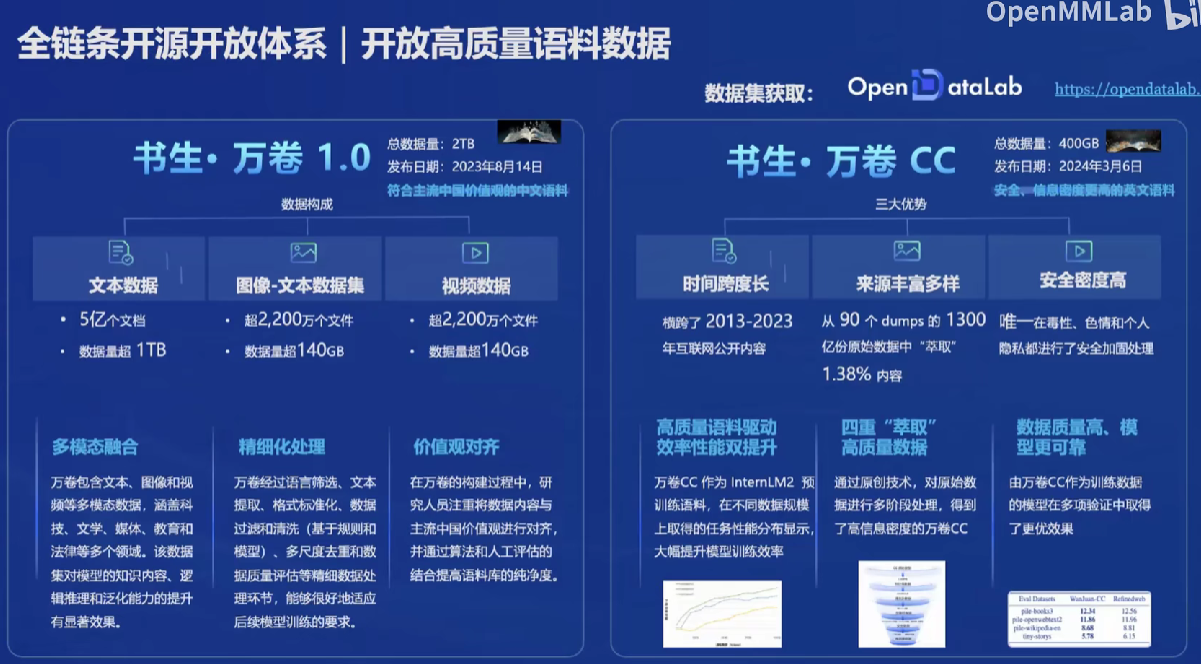 OpenMMLab
全链条开源开放体系｜开放高质量语料数据
数据集获取：
OpenDataLab
https://opendatalab.
书生·万卷 1.0
总数据量：2TB
发布日期：2023年8月14日
符合主流中国价值观的中文语料
数据构成
文本数据
图像-文本数据集
视频数据
• 5亿个文档
• 数据量超 1TB
• 超2,200万个文件
• 数据量超140GB
• 超2,200万个文件
• 数据量超140GB
多模态融合
万卷包含文本、图像和视
频等多模态数据，涵盖科
技、文学、媒体、教育和
法律等多个领域。该数据
集对模型的知识内容、逻
辑推理和泛化能力的提升
有显著效果。
精细化处理
万卷经过语言筛选、文本
提取、格式标准化、数据
过滤和清洗（基于规则和
模型）、多尺度去重和数
据质量评估等精细数据处
理环节，能够很好地适应
后续模型训练的要求。
价值观对齐
在万卷的构建过程中，研
究人员注重将数据内容与
主流中国价值观进行对齐，
并通过算法和人工评估的
结合提高语料库的纯净度。
书生·万卷 CC
总数据量：400GB
发布日期：2024年3月6日
安全、信息密度更高的英文语料
三大优势
时间跨度长
来源丰富多样
安全密度高
横跨了 2013-2023
年互联网公开内容
从 90 个 dumps 的 1300
亿份原始数据中“萃取”
1.38% 内容
唯一在毒性、色情和个人
隐私都进行了安全加固处理
高质量语料驱动
效率性能双提升
万卷CC 作为 InternLM2 预
训练语料，在不同数据规模
上取得的任务性能分布显示，
大幅提升模型训练效率
四重“萃取”
高质量数据
通过原创技术，对原始数
据进行多阶段处理，得到
了高信息密度的万卷CC
数据质量高、模
型更可靠
由万卷CC作为训练数据
的模型在多项验证中取得
了更优效果
Eval Datasets WanJuan-CC Refinedweb
pile-books3 12.34 12.56
pile-openwebtext2 11.86 11.96
pile-wikipedia-en 8.68 8.81
tiny-storys 5.78 6.13